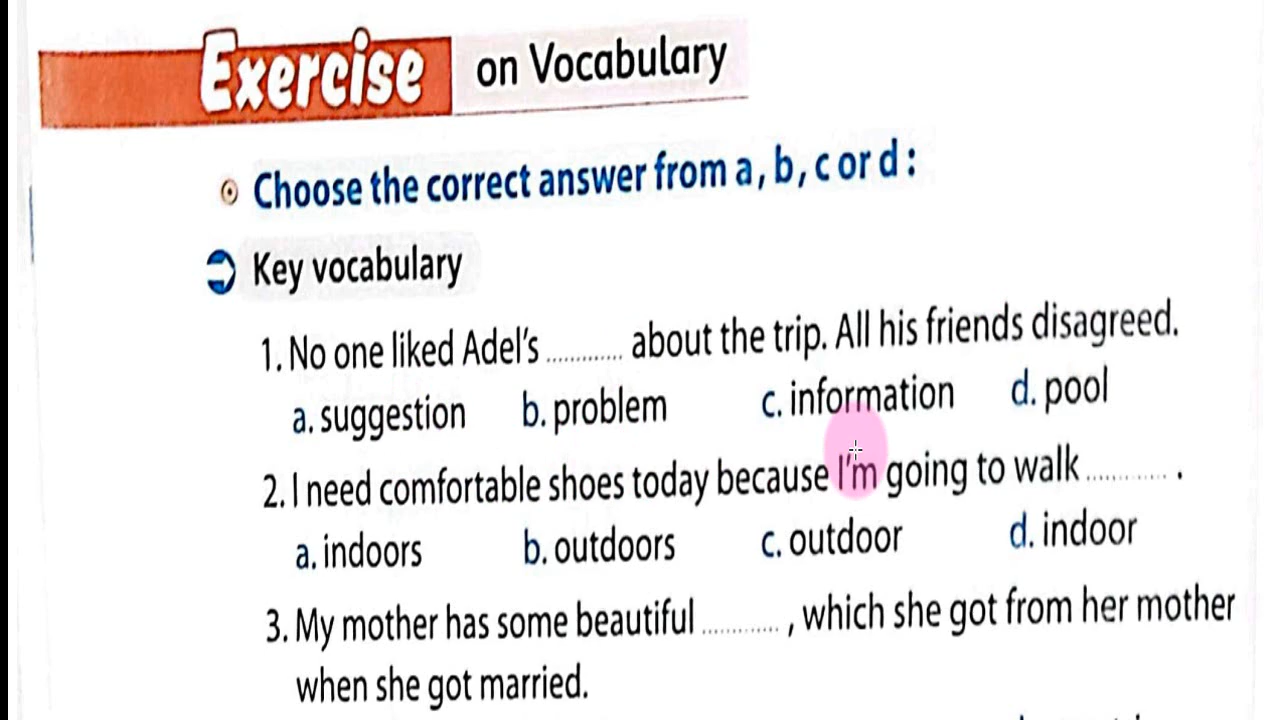 Exercise on Vocabulary
Choose the correct answer from a, b, c or d :
Key vocabulary
1. No one liked Adel's ............. about the trip. All his friends disagreed.
a. suggestion b. problem c. information d. pool
2. I need comfortable shoes today because I'm going to walk ............. .
a. indoors b. outdoors c. outdoor d. indoor
3. My mother has some beautiful ............. , which she got from her mother
when she got married.